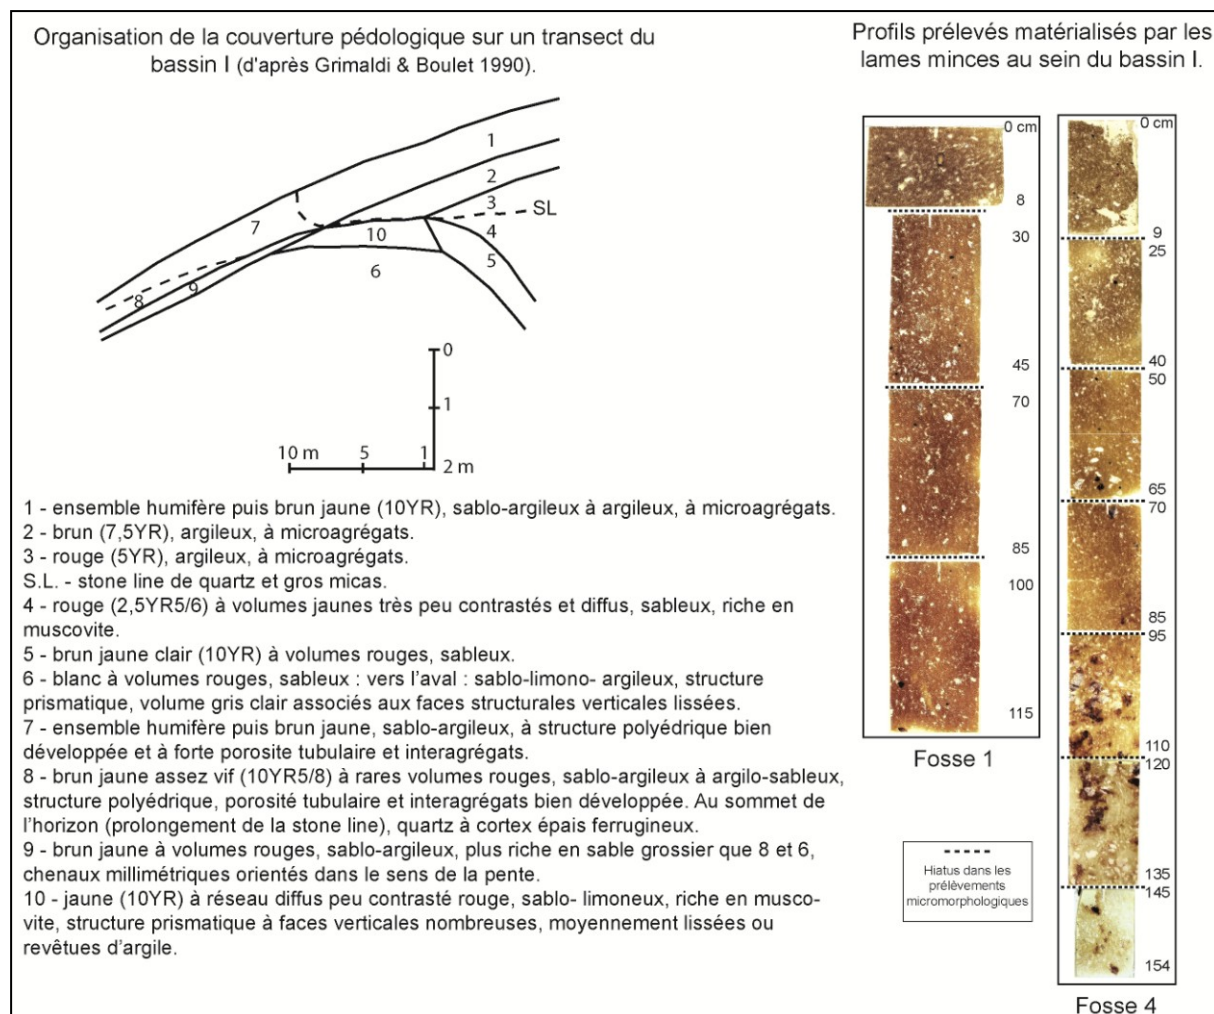 Organisation de la couverture pédologique sur un transect du
bassin I (d'après Grimaldi & Boulet 1990).
1
2
3
SL
7
10
4
5
6
8
9
0
1
2 m
10 m
5
1
1 - ensemble humifère puis brun jaune (10YR), sablo-argileux à argileux, à microagrégats.
2 - brun (7,5YR), argileux, à microagrégats.
3 - rouge (5YR), argileux, à microagrégats.
S.L. - stone line de quartz et gros micas.
4 - rouge (2,5YR5/6) à volumes jaunes très peu contrastés et diffus, sableux, riche en
muscovite.
5 - brun jaune clair (10YR) à volumes rouges, sableux.
6 - blanc à volumes rouges, sableux : vers l'aval : sablo-limono- argileux, structure
prismatique, volume gris clair associés aux faces structurales verticales lissées.
7 - ensemble humifère puis brun jaune, sablo-argileux, à structure polyédrique bien
développée et à forte porosite tubulaire et interagrégats.
8 - brun jaune assez vif (10YR5/8) à rares volumes rouges, sablo-argileux à argilo-sableux,
structure polyédrique, porosité tubulaire et interagrégats bien développée. Au sommet de
l'horizon (prolongement de la stone line), quartz à cortex épais ferrugineux.
9 - brun jaune à volumes rouges, sablo-argileux, plus riche en sable grossier que 8 et 6,
chenaux millimétriques orientés dans le sens de la pente.
10 - jaune (10YR) à réseau diffus peu contrasté rouge, sablo- limoneux, riche en musco-
vite, structure prismatique à faces verticales nombreuses, moyennement lissées ou
revêtues d'argile.
Profils prélevés matérialisés par les
lames minces au sein du bassin I.
0 cm
8
30
45
70
85
100
115
Fosse 1
Hiatus dans les
prélèvements
micromorphologiques
0 cm
9
25
40
50
65
70
85
95
110
120
135
145
154
Fosse 4